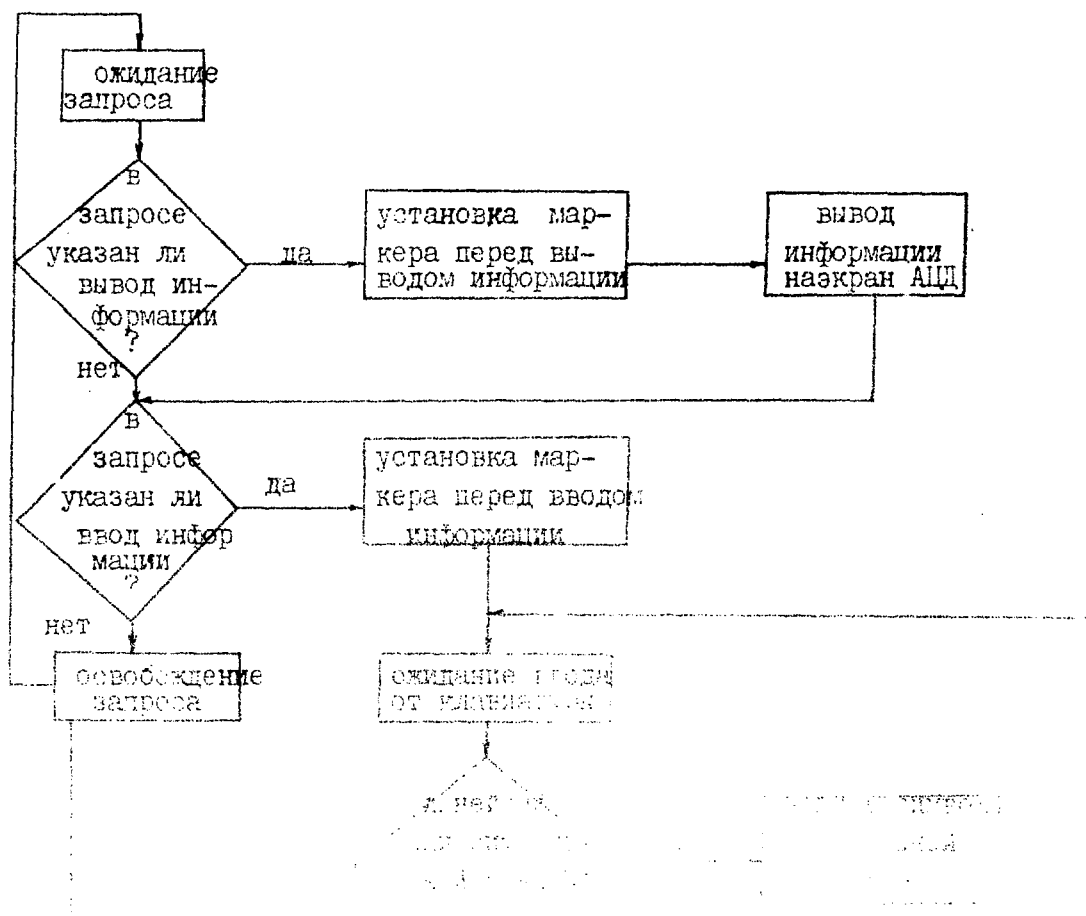 ожидание
запроса
в
запросе
указан ли
вывод ин-
формации
?
да
установка мар-
кера перед вы-
водом информации
вывод
информации
наэкран АЦД
нет
в
запросе
указан ли
ввод инфор
мации
?
да
установка мар-
кера перед вводом
информации
нет
освобождение
запроса
ожидание ввода
от